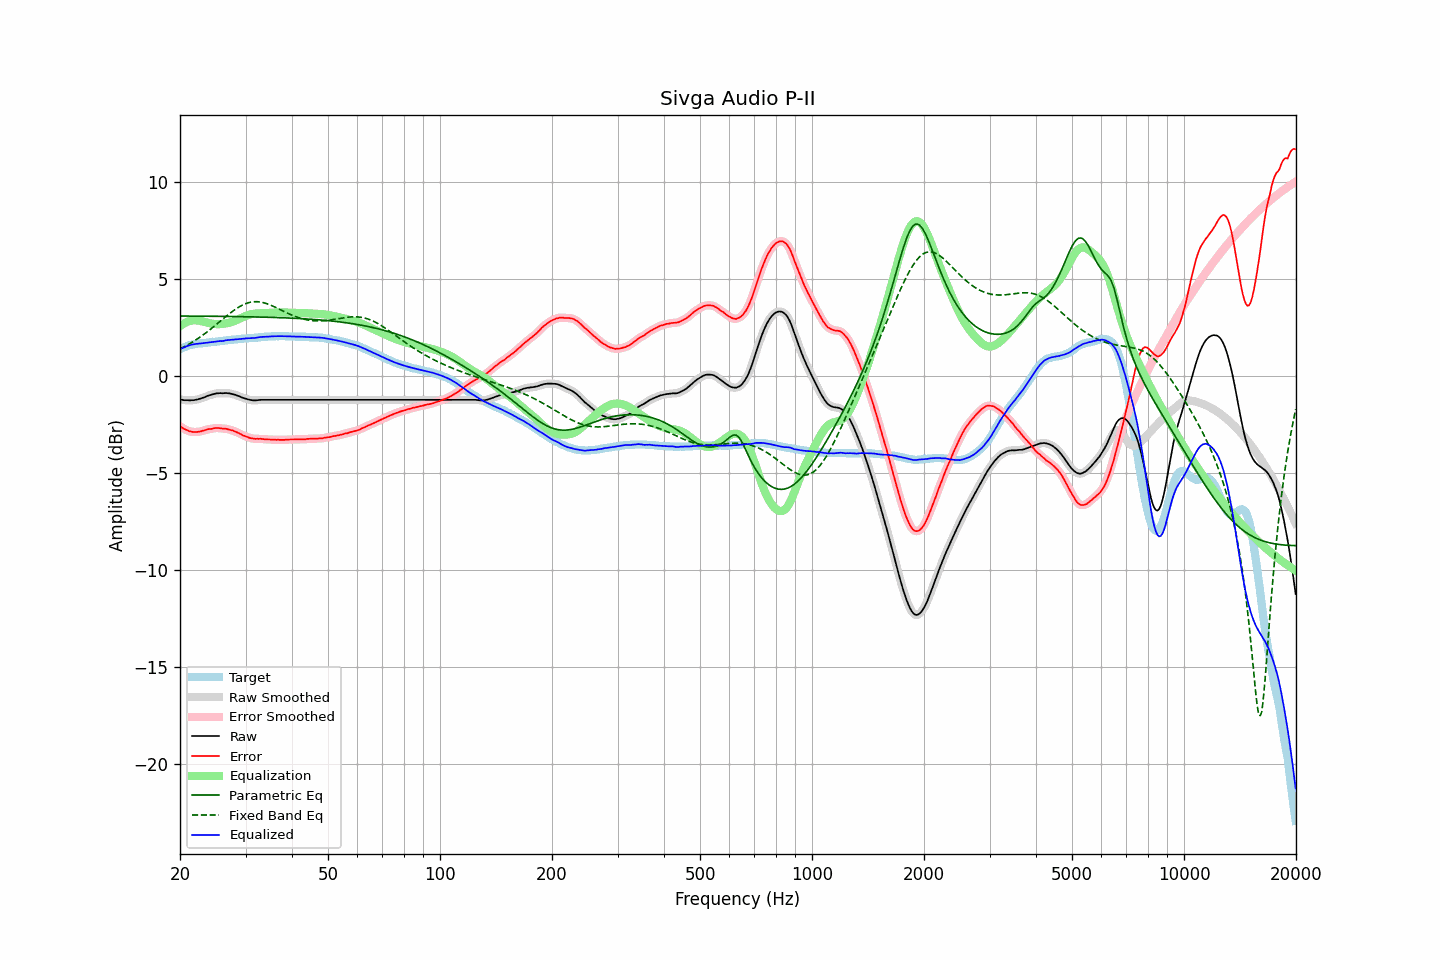 Sivga Audio P-II
Amplitude (dBr)
10
5
0
−5
−10
−15
−20
Target
Raw Smoothed
Error Smoothed
Raw
Error
Equalization
Parametric Eq
Fixed Band Eq
Equalized
20 50 100 200 500 1000 2000 5000 10000 20000
Frequency (Hz)